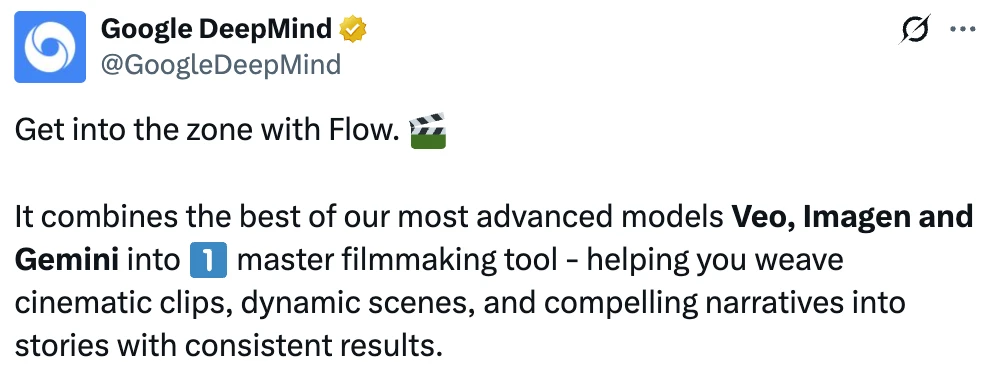 Google DeepMind
@GoogleDeepMind
Get into the zone with Flow. 🎬
It combines the best of our most advanced models Veo, Imagen and
Gemini into 1️⃣ master filmmaking tool - helping you weave
cinematic clips, dynamic scenes, and compelling narratives into
stories with consistent results.